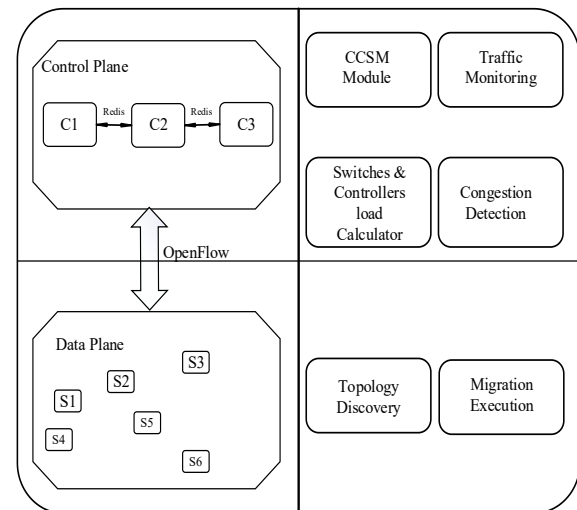 Control Plane
C1
Redis
C2
Redis
C3
CCSM
Module
Traffic
Monitoring
Switches &
Controllers
load
Calculator
Congestion
Detection
OpenFlow
Data Plane
S1
S2
S3
S4
S5
S6
Topology
Discovery
Migration
Execution